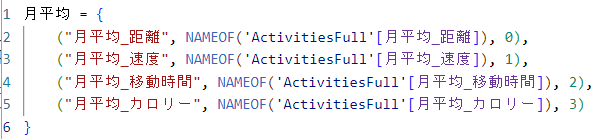 1 月平均 = {
2 ("月平均_距離", NAMEOF('ActivitiesFull'[月平均_距離]), 0),
3 ("月平均_速度", NAMEOF('ActivitiesFull'[月平均_速度]), 1),
4 ("月平均_移動時間", NAMEOF('ActivitiesFull'[月平均_移動時間]), 2),
5 ("月平均_カロリー", NAMEOF('ActivitiesFull'[月平均_カロリー]), 3)
6 }